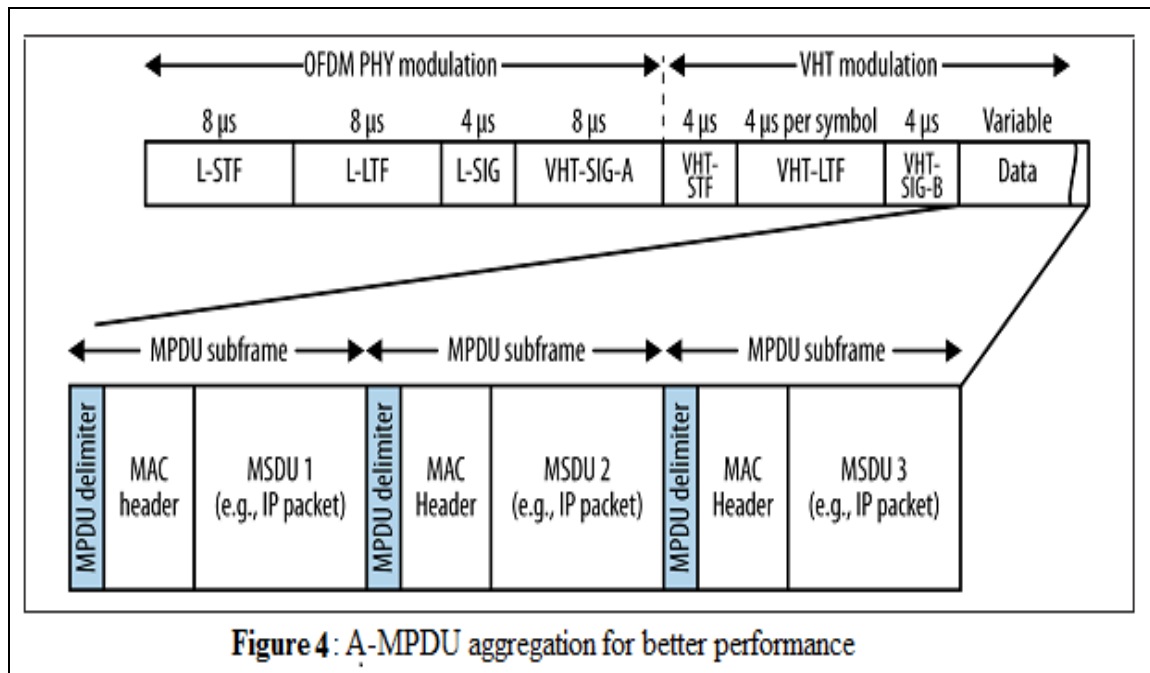 OFDM PHY modulation VHT modulation
8 µs 8 µs 4 µs 8 µs 4 µs 4 µs per symbol 4 µs Variable
L-STF L-LTF L-SIG VHT-SIG-A VHT-STF VHT-LTF VHT-SIG-B Data
MPDU subframe MPDU subframe MPDU subframe
MPDU delimiter
MAC
header
MSDU 1
(e.g., IP packet)
MPDU delimiter
MAC
Header
MSDU 2
(e.g., IP packet)
MPDU delimiter
MAC
Header
MSDU 3
(e.g., IP packet)
Figure 4: A-MPDU aggregation for better performance